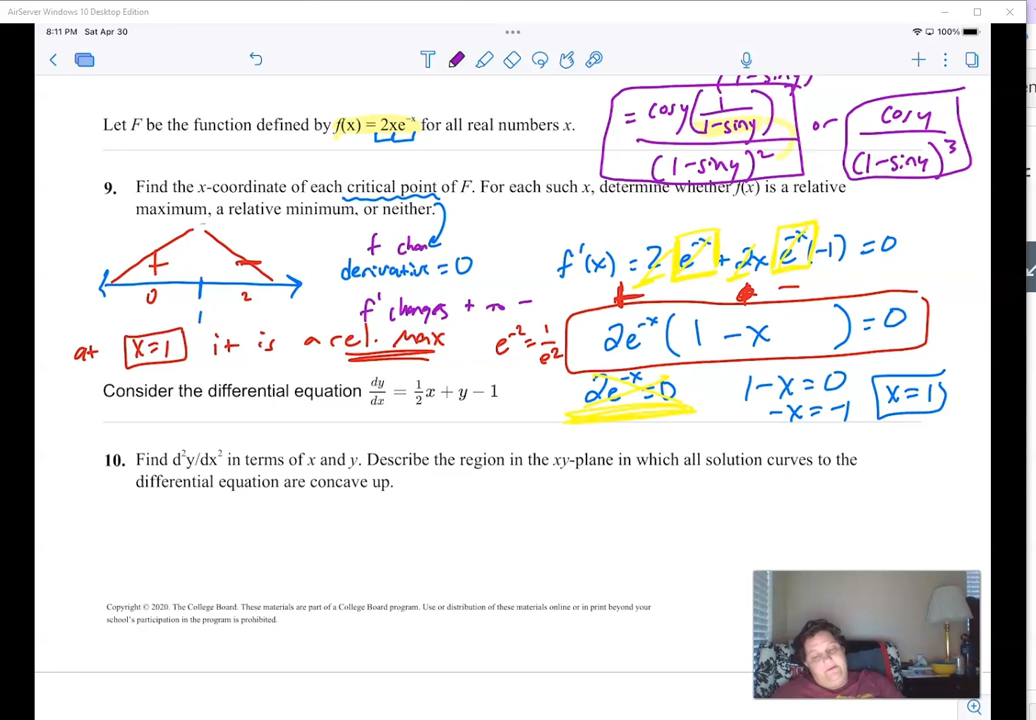 AirServer Windows 10 Desktop Edition
8:11 PM Sat Apr 30
100%
T
(1-siny)
= cosy(1/1-siny)
(1-siny)²
or
cosy
(1-siny)³
Let F be the function defined by f(x) = 2xe⁻ˣ for all real numbers x.
9. Find the x-coordinate of each critical point of F. For each such x, determine whether f(x) is a relative
maximum, a relative minimum, or neither.
derivative = 0
f' changes + to -
f'(x) = 2 e⁻ˣ + 2x e⁻ˣ(-1) = 0
+ -
0 1 2
+ -
2e⁻ˣ(1 - x ) = 0
at x=1 it is a rel. max
e⁻² = 1/e²
2e⁻ˣ=0
1-x=0
-x=-1
x=1
Consider the differential equation dy/dx = 1/2 x + y − 1
10. Find d²y/dx² in terms of x and y. Describe the region in the xy-plane in which all solution curves to the
differential equation are concave up.
Copyright © 2020. The College Board. These materials are part of a College Board program. Use or distribution of these materials online or in print beyond your
school's participation in the program is prohibited.